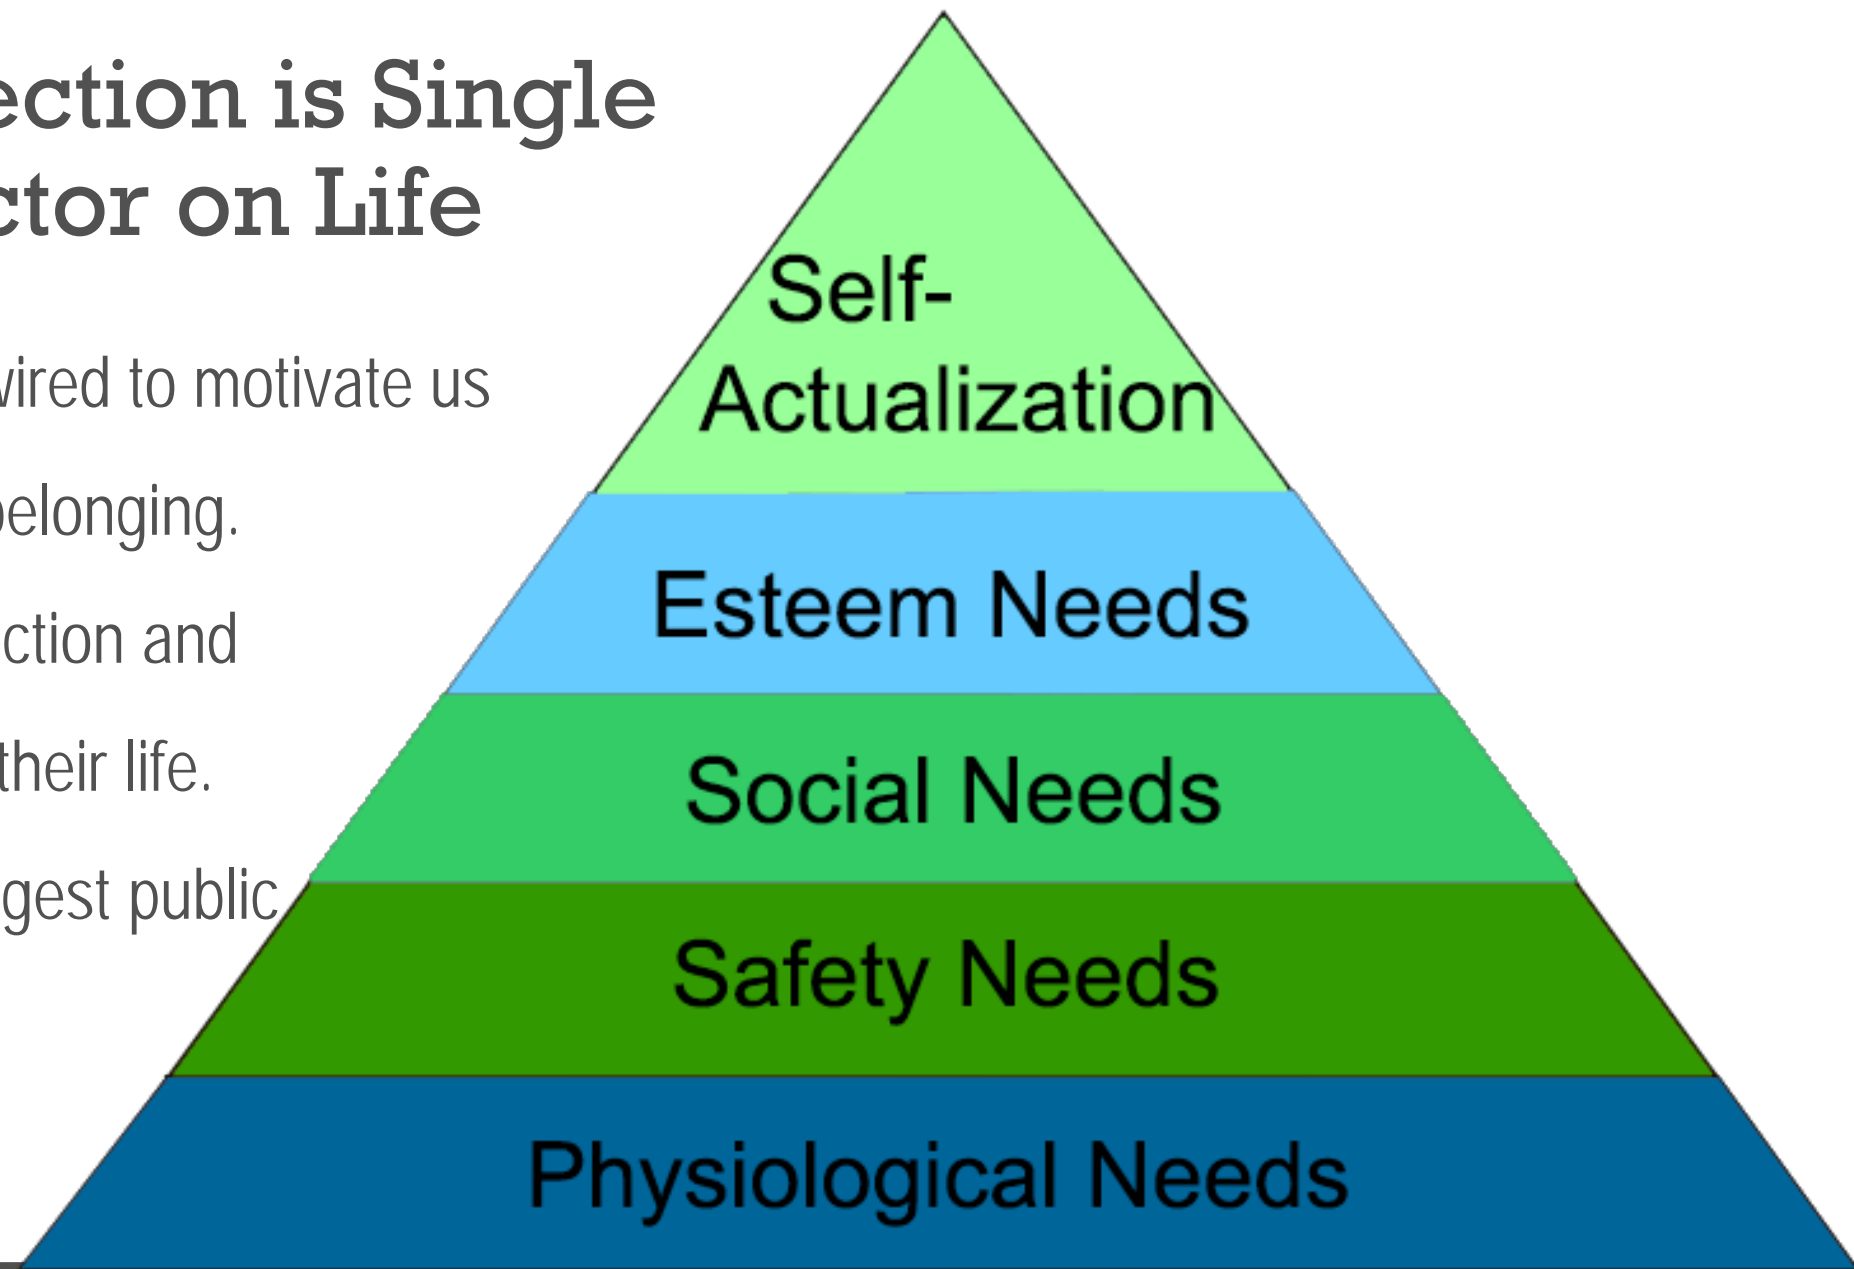 ection is Single
ctor on Life
wired to motivate us
belonging.
ction and
their life.
gest public
Self-
Actualization
Esteem Needs
Social Needs
Safety Needs
Physiological Needs